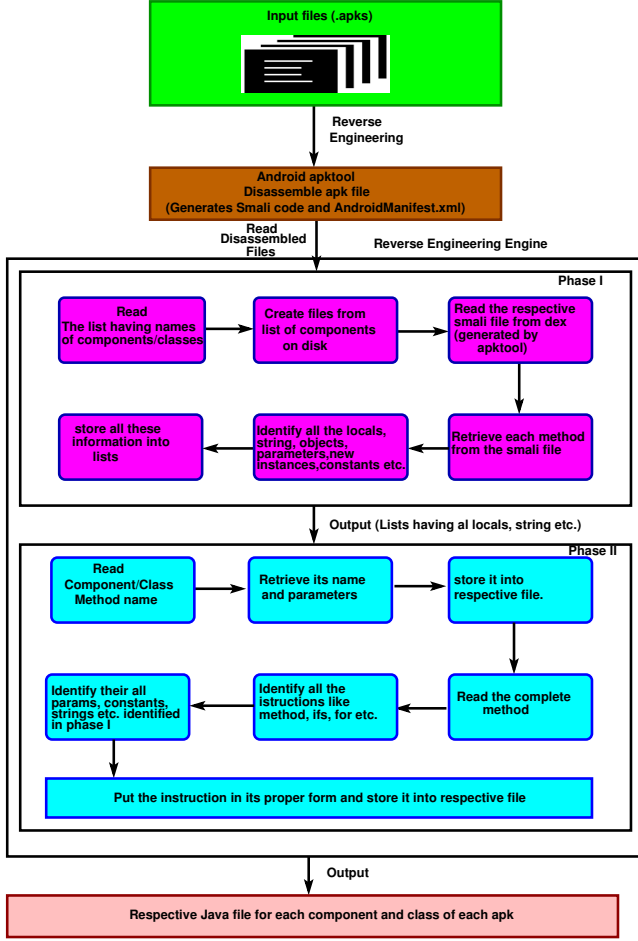 Input files (.apks)
Reverse
Engineering
Android apktool
Disassemble apk file
(Generates Smali code and AndroidManifest.xml)
Read
Disassembled
Files
Reverse Engineering Engine
Phase I
Read
The list having names
of components/classes
Create files from
list of components
on disk
Read the respective
smali file from dex
(generated by
apktool)
store all these
information into
lists
Identify all the locals,
string, objects,
parameters,new
instances,constants etc.
Retrieve each method
from the smali file
Output (Lists having al locals, string etc.)
Phase II
Read
Component/Class
Method name
Retrieve its name
and parameters
store it into
respective file.
Identify their all
params, constants,
strings etc. identified
in phase I
Identify all the
istructions like
method, ifs, for etc.
Read the complete
method
Put the instruction in its proper form and store it into respective file
Output
Respective Java file for each component and class of each apk